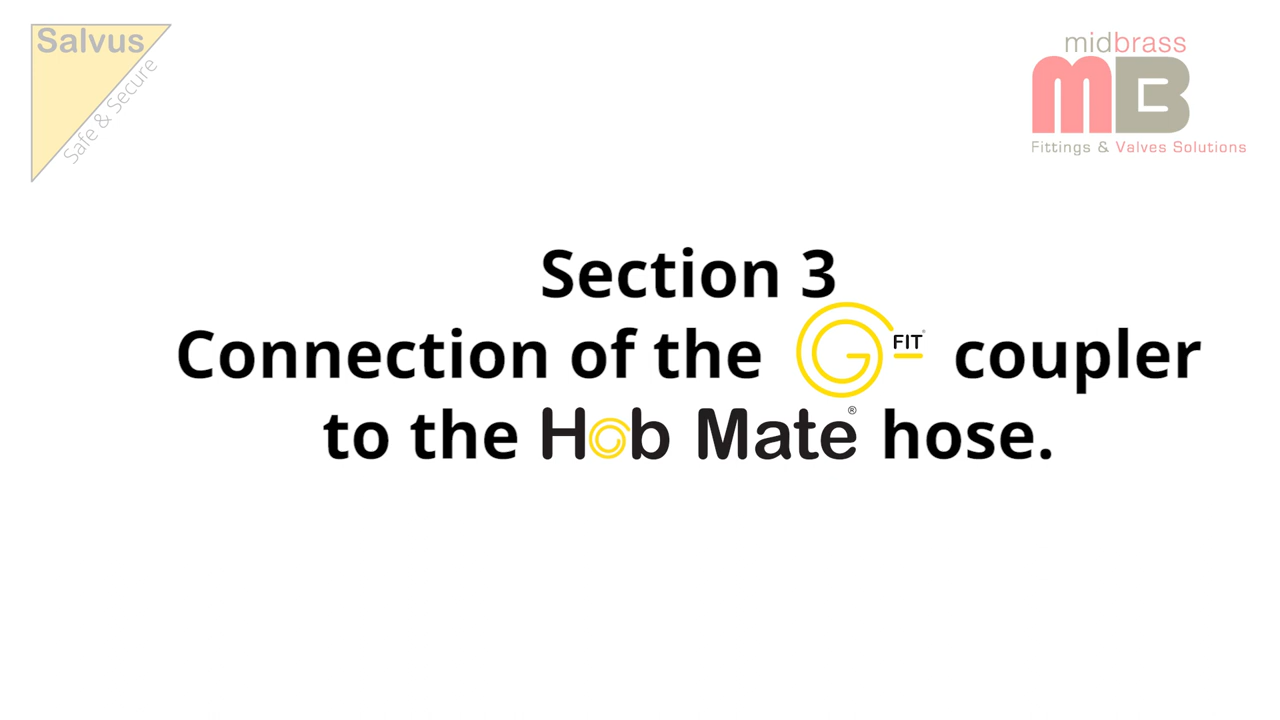 Salvus
Safe & Secure
midbrass
MB
Fittings & Valves Solutions
Section 3
Connection of the G FIT® coupler
to the Hob Mate® hose.